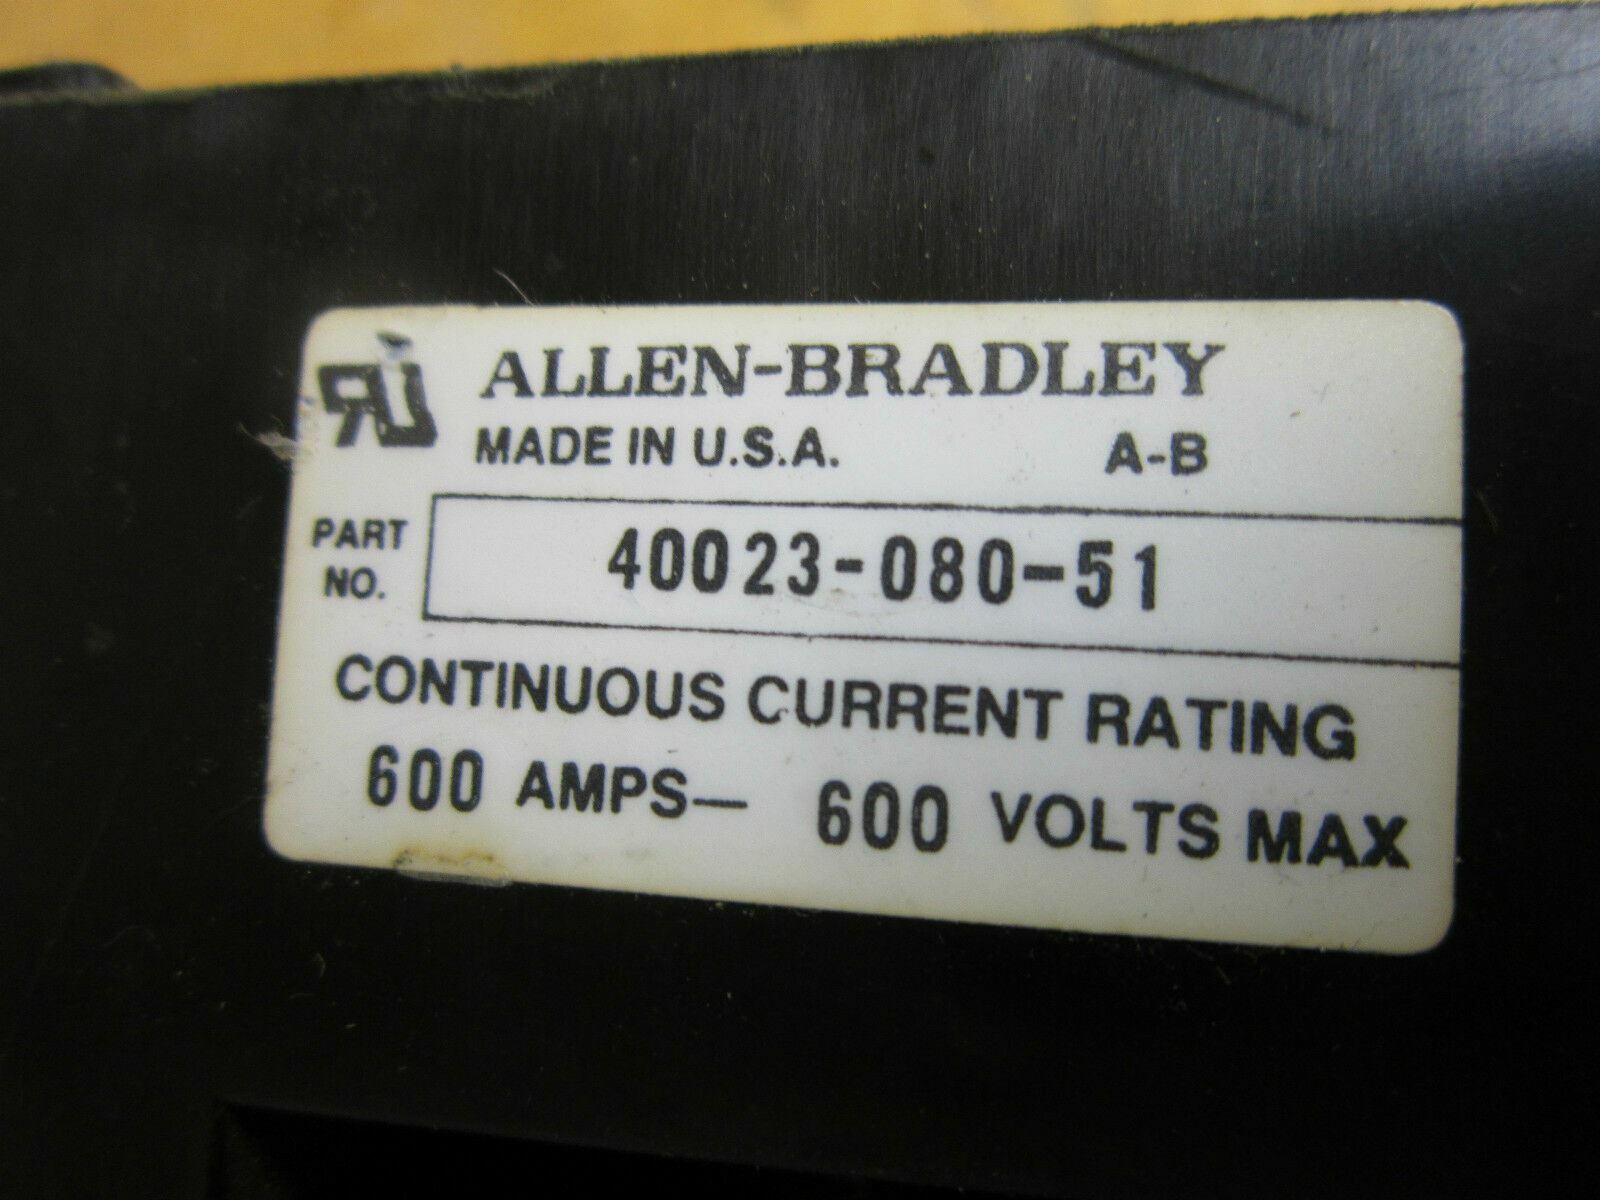 ALLEN-BRADLEY
MADE IN U.S.A. A-B
PART NO. 40023-080-51
CONTINUOUS CURRENT RATING
600 AMPS— 600 VOLTS MAX